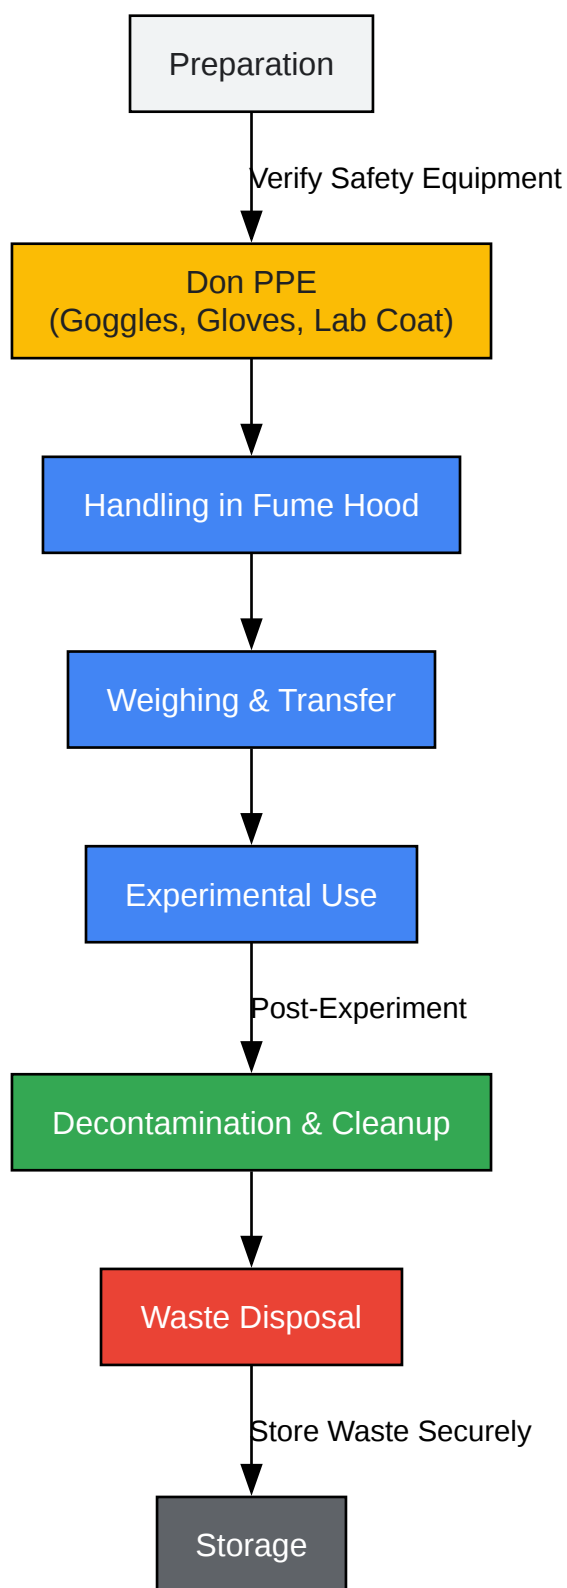 Preparation
Verify Safety Equipment
Don PPE
(Goggles, Gloves, Lab Coat)
Handling in Fume Hood
Weighing & Transfer
Experimental Use
Post-Experiment
Decontamination & Cleanup
Waste Disposal
Store Waste Securely
Storage